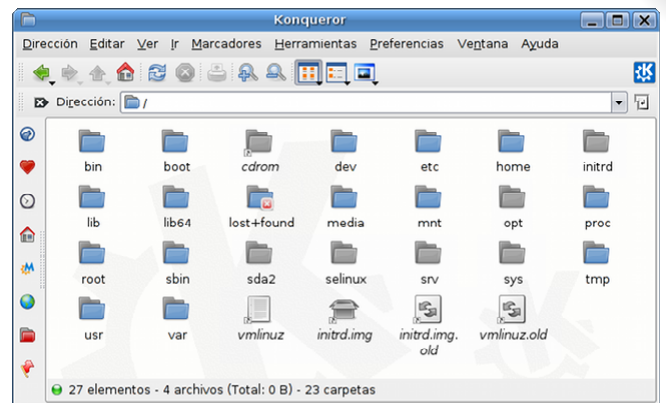 Konqueror
Dirección Editar Ver Ir Marcadores Herramientas Preferencias Ventana Ayuda
Dirección: /
bin boot cdrom dev etc home initrd
lib lib64 lost+found media mnt opt proc
root sbin sda2 selinux srv sys tmp
usr var vmlinuz initrd.img initrd.img. vmlinuz.old
old
27 elementos - 4 archivos (Total: 0 B) - 23 carpetas